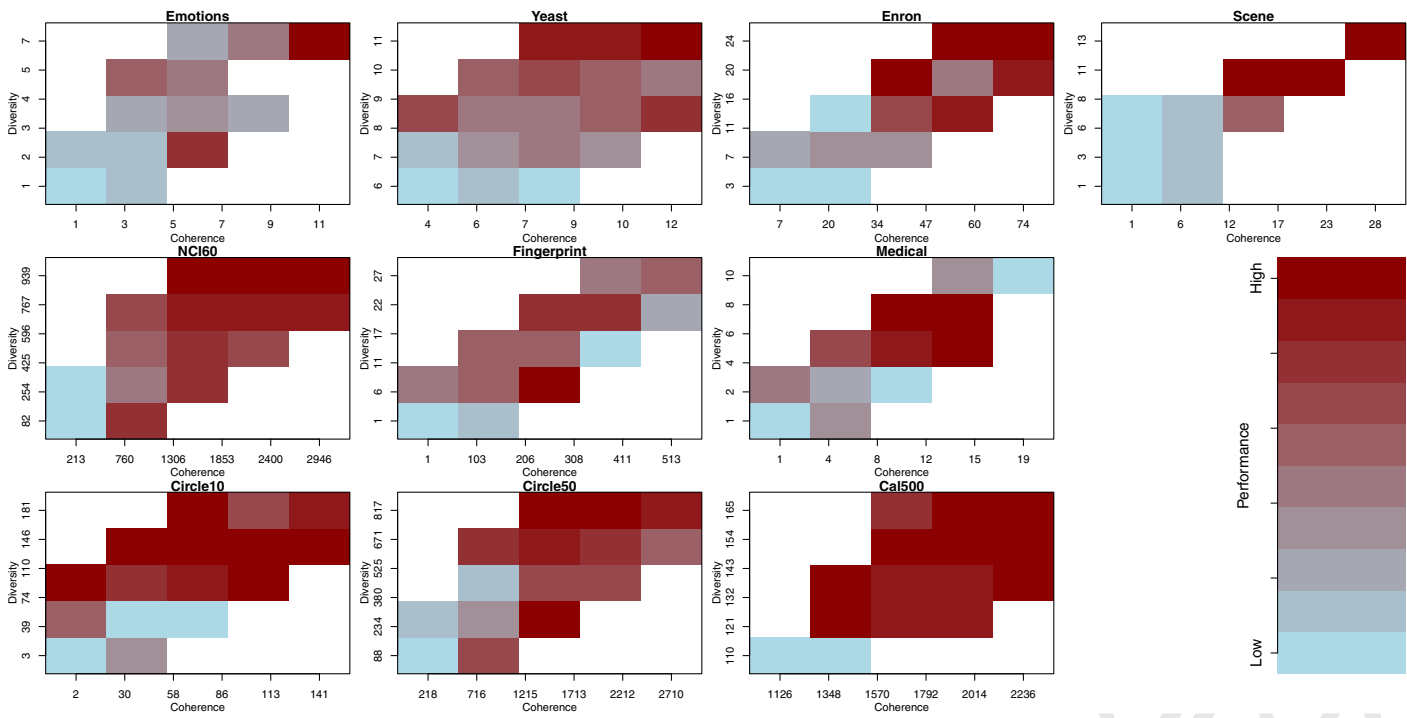 Emotions
Diversity
7
5
4
3
2
1
1 3 5 7 9 11
Coherence
Yeast
Diversity
11
10
9
8
7
6
4 6 7 9 10 12
Coherence
Enron
Diversity
24
20
16
11
7
3
7 20 34 47 60 74
Coherence
Scene
Diversity
13
11
8
6
3
1
1 6 12 17 23 28
Coherence
NCI60
Diversity
939
767
596
425
254
82
213 760 1306 1853 2400 2946
Coherence
Fingerprint
Diversity
27
22
17
11
6
1
1 103 206 308 411 513
Coherence
Medical
Diversity
10
8
6
4
2
1
1 4 8 12 15 19
Coherence
High
Performance
Low
Circle10
Diversity
181
146
110
74
39
3
2 30 58 86 113 141
Coherence
Circle50
Diversity
817
671
525
380
234
88
218 716 1215 1713 2212 2710
Coherence
Cal500
Diversity
165
154
143
132
121
110
1126 1348 1570 1792 2014 2236
Coherence